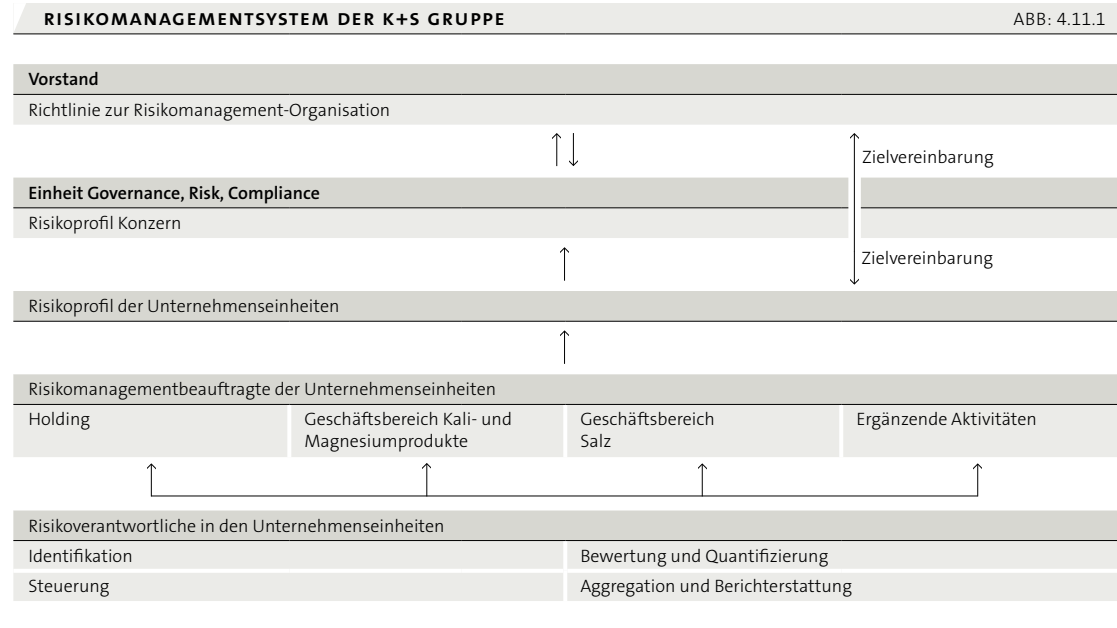 RISIKOMANAGEMENTSYSTEM DER K+S GRUPPE
ABB: 4.11.1
Vorstand
Richtlinie zur Risikomanagement-Organisation
Zielvereinbarung
Einheit Governance, Risk, Compliance
Risikoprofil Konzern
Zielvereinbarung
Risikoprofil der Unternehmenseinheiten
Risikomanagementbeauftragte der Unternehmenseinheiten
Holding
Geschäftsbereich Kali- und
Magnesiumprodukte
Geschäftsbereich
Salz
Ergänzende Aktivitäten
Risikoverantwortliche in den Unternehmenseinheiten
Identifikation
Bewertung und Quantifizierung
Steuerung
Aggregation und Berichterstattung